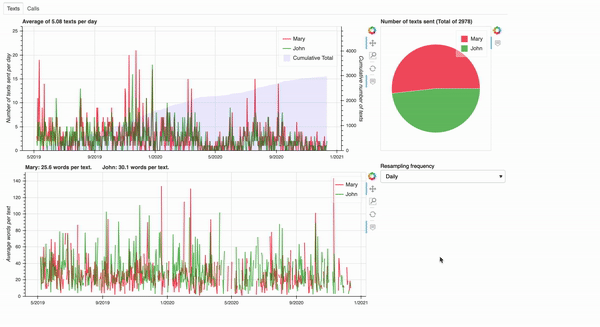 Texts Calls
Average of 5.08 texts per day
Number of texts sent (Total of 2978)
Number of texts sent per day
25
20
15
10
5
0
Mary
John
Cumulative Total
4000
3000
2000
1000
0
Cumulative number of texts
5/2019 9/2019 1/2020 5/2020 9/2020 1/2021
Mary
John
Mary: 25.6 words per text. John: 30.1 words per text.
Average words per text
140
120
100
80
60
40
20
0
Mary
John
5/2019 9/2019 1/2020 5/2020 9/2020 1/2021
Resampling frequency
Daily